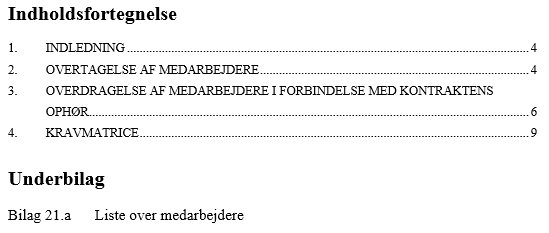 Indholdsfortegnelse
1. INDLEDNING 4
2. OVERTAGELSE AF MEDARBEJDERE 4
3. OVERDRAGELSE AF MEDARBEJDERE I FORBINDELSE MED KONTRAKTENS
OPHØR 6
4. KRAVMATRICE 9
Underbilag
Bilag 21.a Liste over medarbejdere